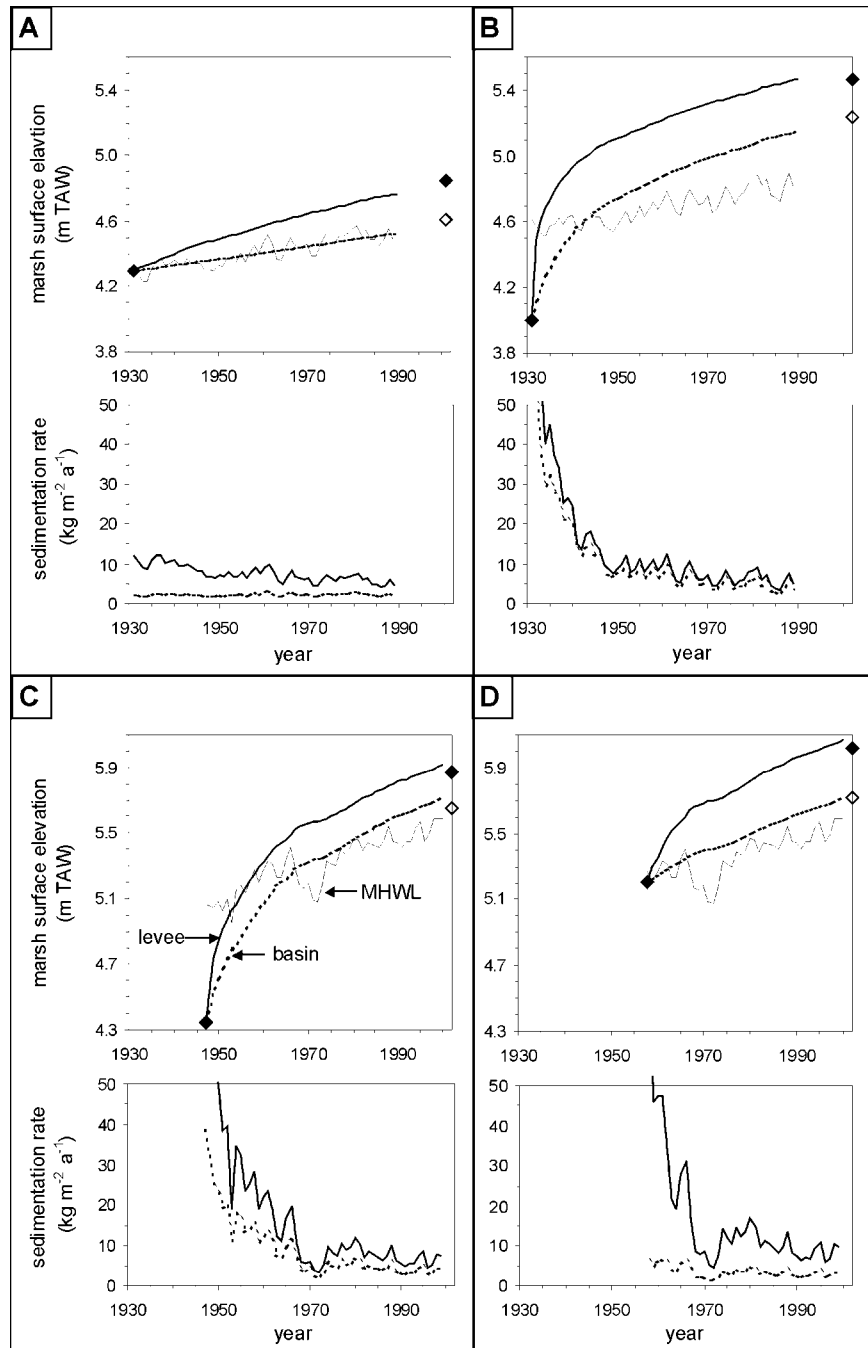 A
marsh surface elavtion
(m TAW)
5.4
5.0
4.6
4.2
3.8
1930 1950 1970 1990
sedimentation rate
(kg m-2 a-1)
50
40
30
20
10
0
1930 1950 1970 1990
year
B
5.4
5.0
4.6
4.2
3.8
1930 1950 1970 1990
50
40
30
20
10
0
1930 1950 1970 1990
year
C
marsh surface elevation
(m TAW)
5.9
5.5
5.1
4.7
4.3
MHWL
levee
basin
1930 1950 1970 1990
sedimentation rate
(kg m-2 a-1)
50
40
30
20
10
0
1930 1950 1970 1990
year
D
5.9
5.5
5.1
4.7
4.3
1930 1950 1970 1990
50
40
30
20
10
0
1930 1950 1970 1990
year